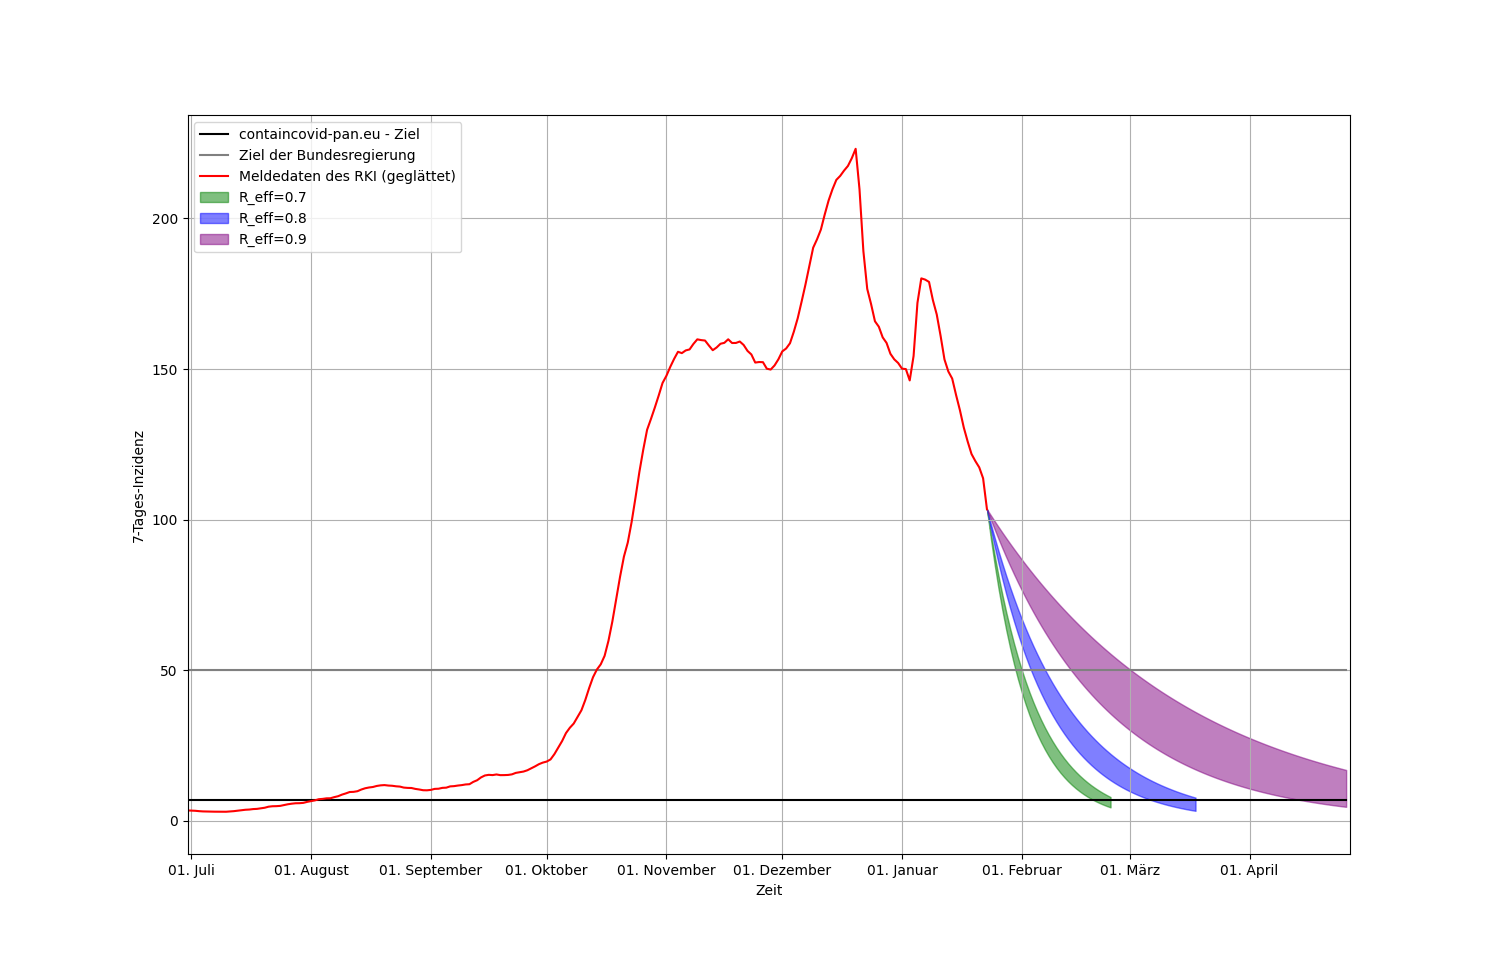 containcovid-pan.eu - Ziel
Ziel der Bundesregierung
Meldedaten des RKI (geglättet)
R_eff=0.7
R_eff=0.8
R_eff=0.9
200
150
100
50
0
7-Tages-Inzidenz
01. Juli 01. August 01. September 01. Oktober 01. November 01. Dezember 01. Januar 01. Februar 01. März 01. April
Zeit